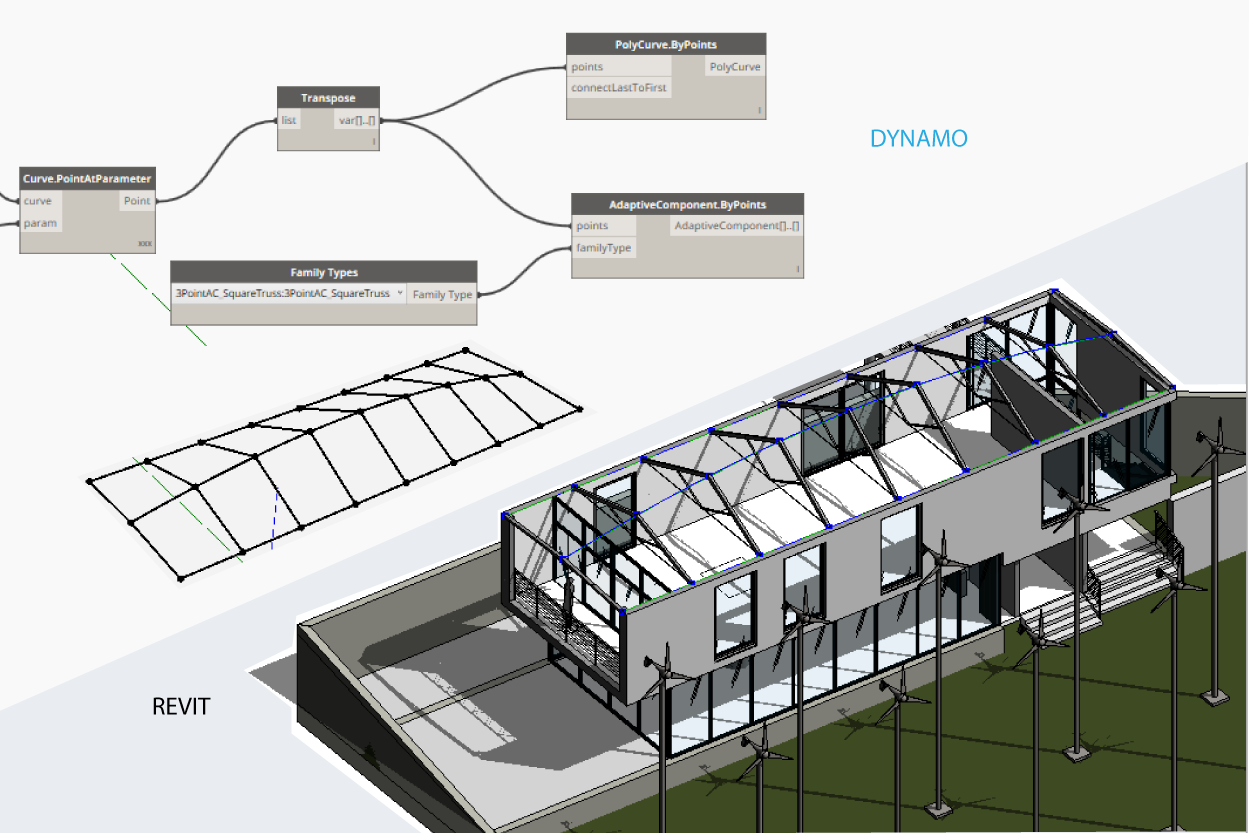 PolyCurve.ByPoints
points PolyCurve
connectLastToFirst
l
Transpose
list var[]..[]
l
DYNAMO
Curve.PointAtParameter
curve Point
param
xxx
AdaptiveComponent.ByPoints
points AdaptiveComponent[]..[]
familyType
l
Family Types
3PointAC_SquareTruss:3PointAC_SquareTruss Family Type
REVIT